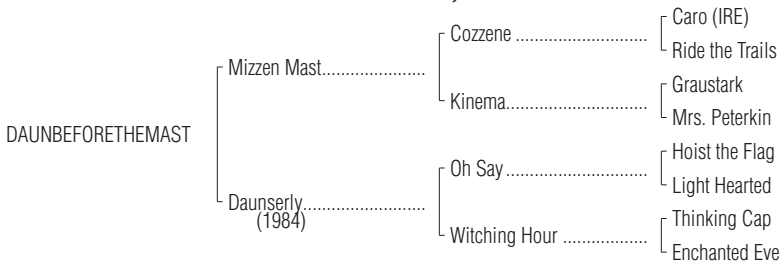 Caro (IRE)
Cozzene ..............................
Ride the Trails
Mizzen Mast.....................
Graustark
Kinema................................
Mrs. Peterkin
DAUNBEFORETHEMAST
Hoist the Flag
Oh Say ................................
Light Hearted
Daunserly.........................
(1984)
Thinking Cap
Witching Hour ...................
Enchanted Eve